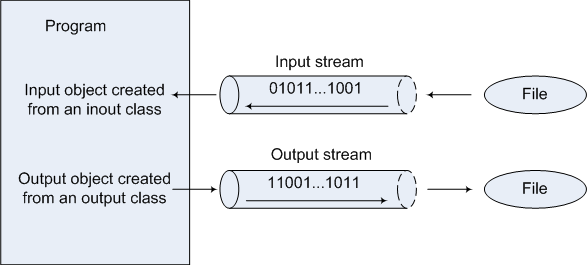 Program
Input stream
Input object created
from an inout class
01011...1001
File
Output stream
Output object created
from an output class
11001...1011
File